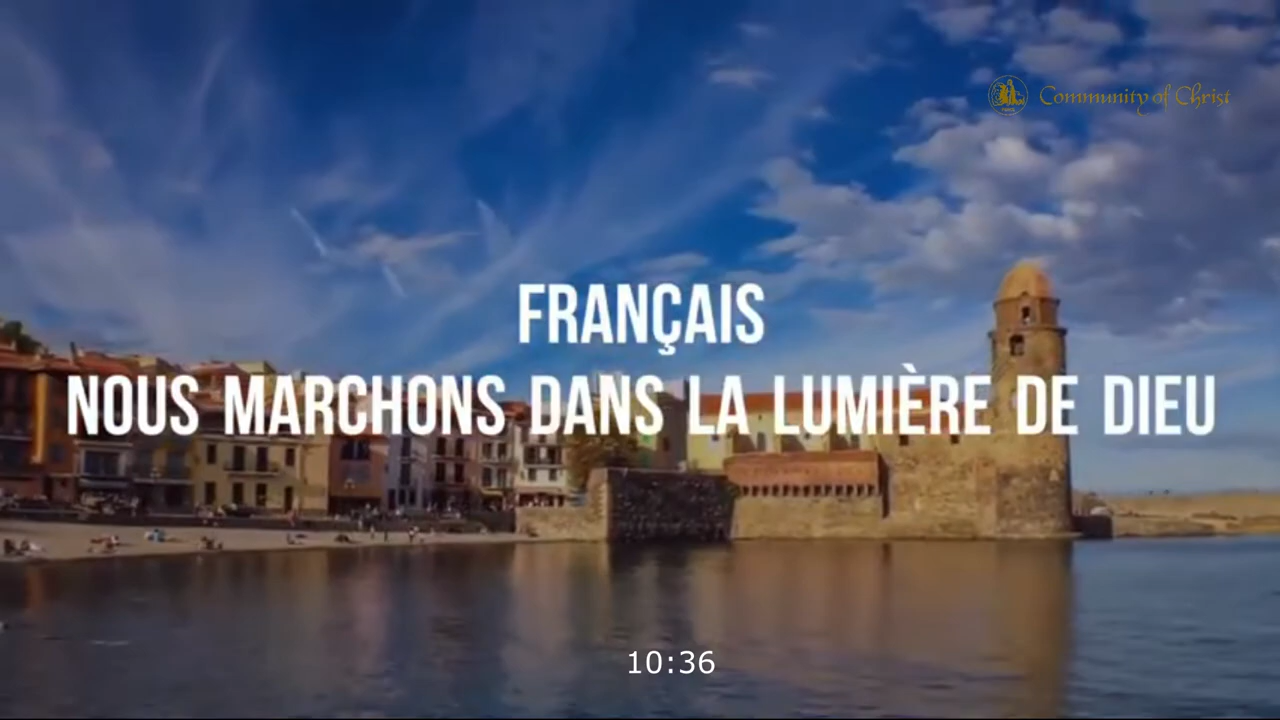 Community of Christ
FRANÇAIS
NOUS MARCHONS DANS LA LUMIÈRE DE DIEU
10:36